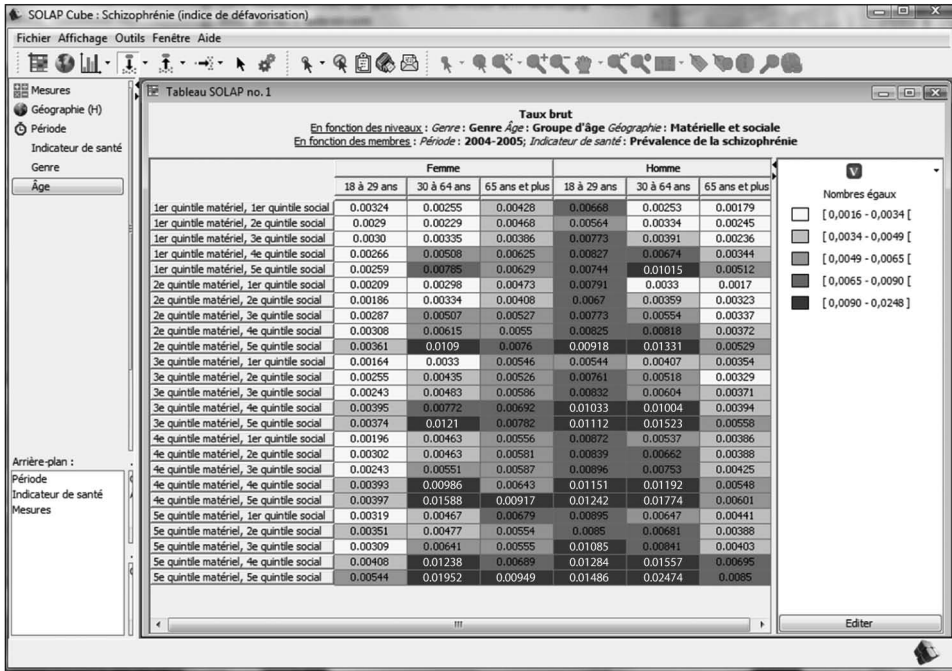 SOLAP Cube : Schizophrénie (indice de défavorisation)
Fichier Affichage Outils Fenêtre Aide
Mesures
Géographie (H)
Période
Indicateur de santé
Genre
Âge
Arrière-plan :
Période
Indicateur de santé
Mesures
Tableau SOLAP no. 1
Taux brut
En fonction des niveaux : Genre : Genre Âge : Groupe d'âge Géographie : Matérielle et sociale
En fonction des membres : Période : 2004-2005; Indicateur de santé : Prévalence de la schizophrénie
Femme Homme
18 à 29 ans 30 à 64 ans 65 ans et plus 18 à 29 ans 30 à 64 ans 65 ans et plus
1er quintile matériel, 1er quintile social 0.00324 0.00255 0.00428 0.00668 0.00253 0.00179
1er quintile matériel, 2e quintile social 0.0029 0.00229 0.00468 0.00564 0.00334 0.00245
1er quintile matériel, 3e quintile social 0.0030 0.00335 0.00386 0.00773 0.00391 0.00236
1er quintile matériel, 4e quintile social 0.00266 0.00508 0.00625 0.00827 0.00674 0.00344
1er quintile matériel, 5e quintile social 0.00259 0.00785 0.00629 0.00744 0.01015 0.00512
2e quintile matériel, 1er quintile social 0.00209 0.00298 0.00473 0.00791 0.0033 0.0017
2e quintile matériel, 2e quintile social 0.00186 0.00334 0.00408 0.0067 0.00359 0.00323
2e quintile matériel, 3e quintile social 0.00287 0.00507 0.00527 0.00773 0.00554 0.00337
2e quintile matériel, 4e quintile social 0.00308 0.00615 0.0055 0.00825 0.00818 0.00372
2e quintile matériel, 5e quintile social 0.00361 0.0109 0.0076 0.00918 0.01331 0.00529
3e quintile matériel, 1er quintile social 0.00164 0.0033 0.00546 0.00544 0.00407 0.00354
3e quintile matériel, 2e quintile social 0.00255 0.00435 0.00526 0.00761 0.00518 0.00329
3e quintile matériel, 3e quintile social 0.00243 0.00483 0.00586 0.00832 0.00604 0.00371
3e quintile matériel, 4e quintile social 0.00395 0.00772 0.00692 0.01033 0.01004 0.00394
3e quintile matériel, 5e quintile social 0.00374 0.0121 0.00782 0.01112 0.01523 0.00558
4e quintile matériel, 1er quintile social 0.00196 0.00463 0.00556 0.00872 0.00537 0.00386
4e quintile matériel, 2e quintile social 0.00302 0.00463 0.00581 0.00839 0.00662 0.00388
4e quintile matériel, 3e quintile social 0.00243 0.00551 0.00587 0.00896 0.00753 0.00425
4e quintile matériel, 4e quintile social 0.00393 0.00986 0.00643 0.01151 0.01192 0.00548
4e quintile matériel, 5e quintile social 0.00397 0.01588 0.00917 0.01242 0.01774 0.00601
5e quintile matériel, 1er quintile social 0.00319 0.00467 0.00679 0.00895 0.00647 0.00441
5e quintile matériel, 2e quintile social 0.00351 0.00477 0.00554 0.0085 0.00681 0.00388
5e quintile matériel, 3e quintile social 0.00309 0.00641 0.00555 0.01085 0.00841 0.00403
5e quintile matériel, 4e quintile social 0.00408 0.01238 0.00689 0.01284 0.01557 0.00695
5e quintile matériel, 5e quintile social 0.00544 0.01952 0.00949 0.01486 0.02474 0.0085
V
Nombres égaux
[ 0,0016 - 0,0034 [
[ 0,0034 - 0,0049 [
[ 0,0049 - 0,0065 [
[ 0,0065 - 0,0090 [
[ 0,0090 - 0,0248 ]
Editer